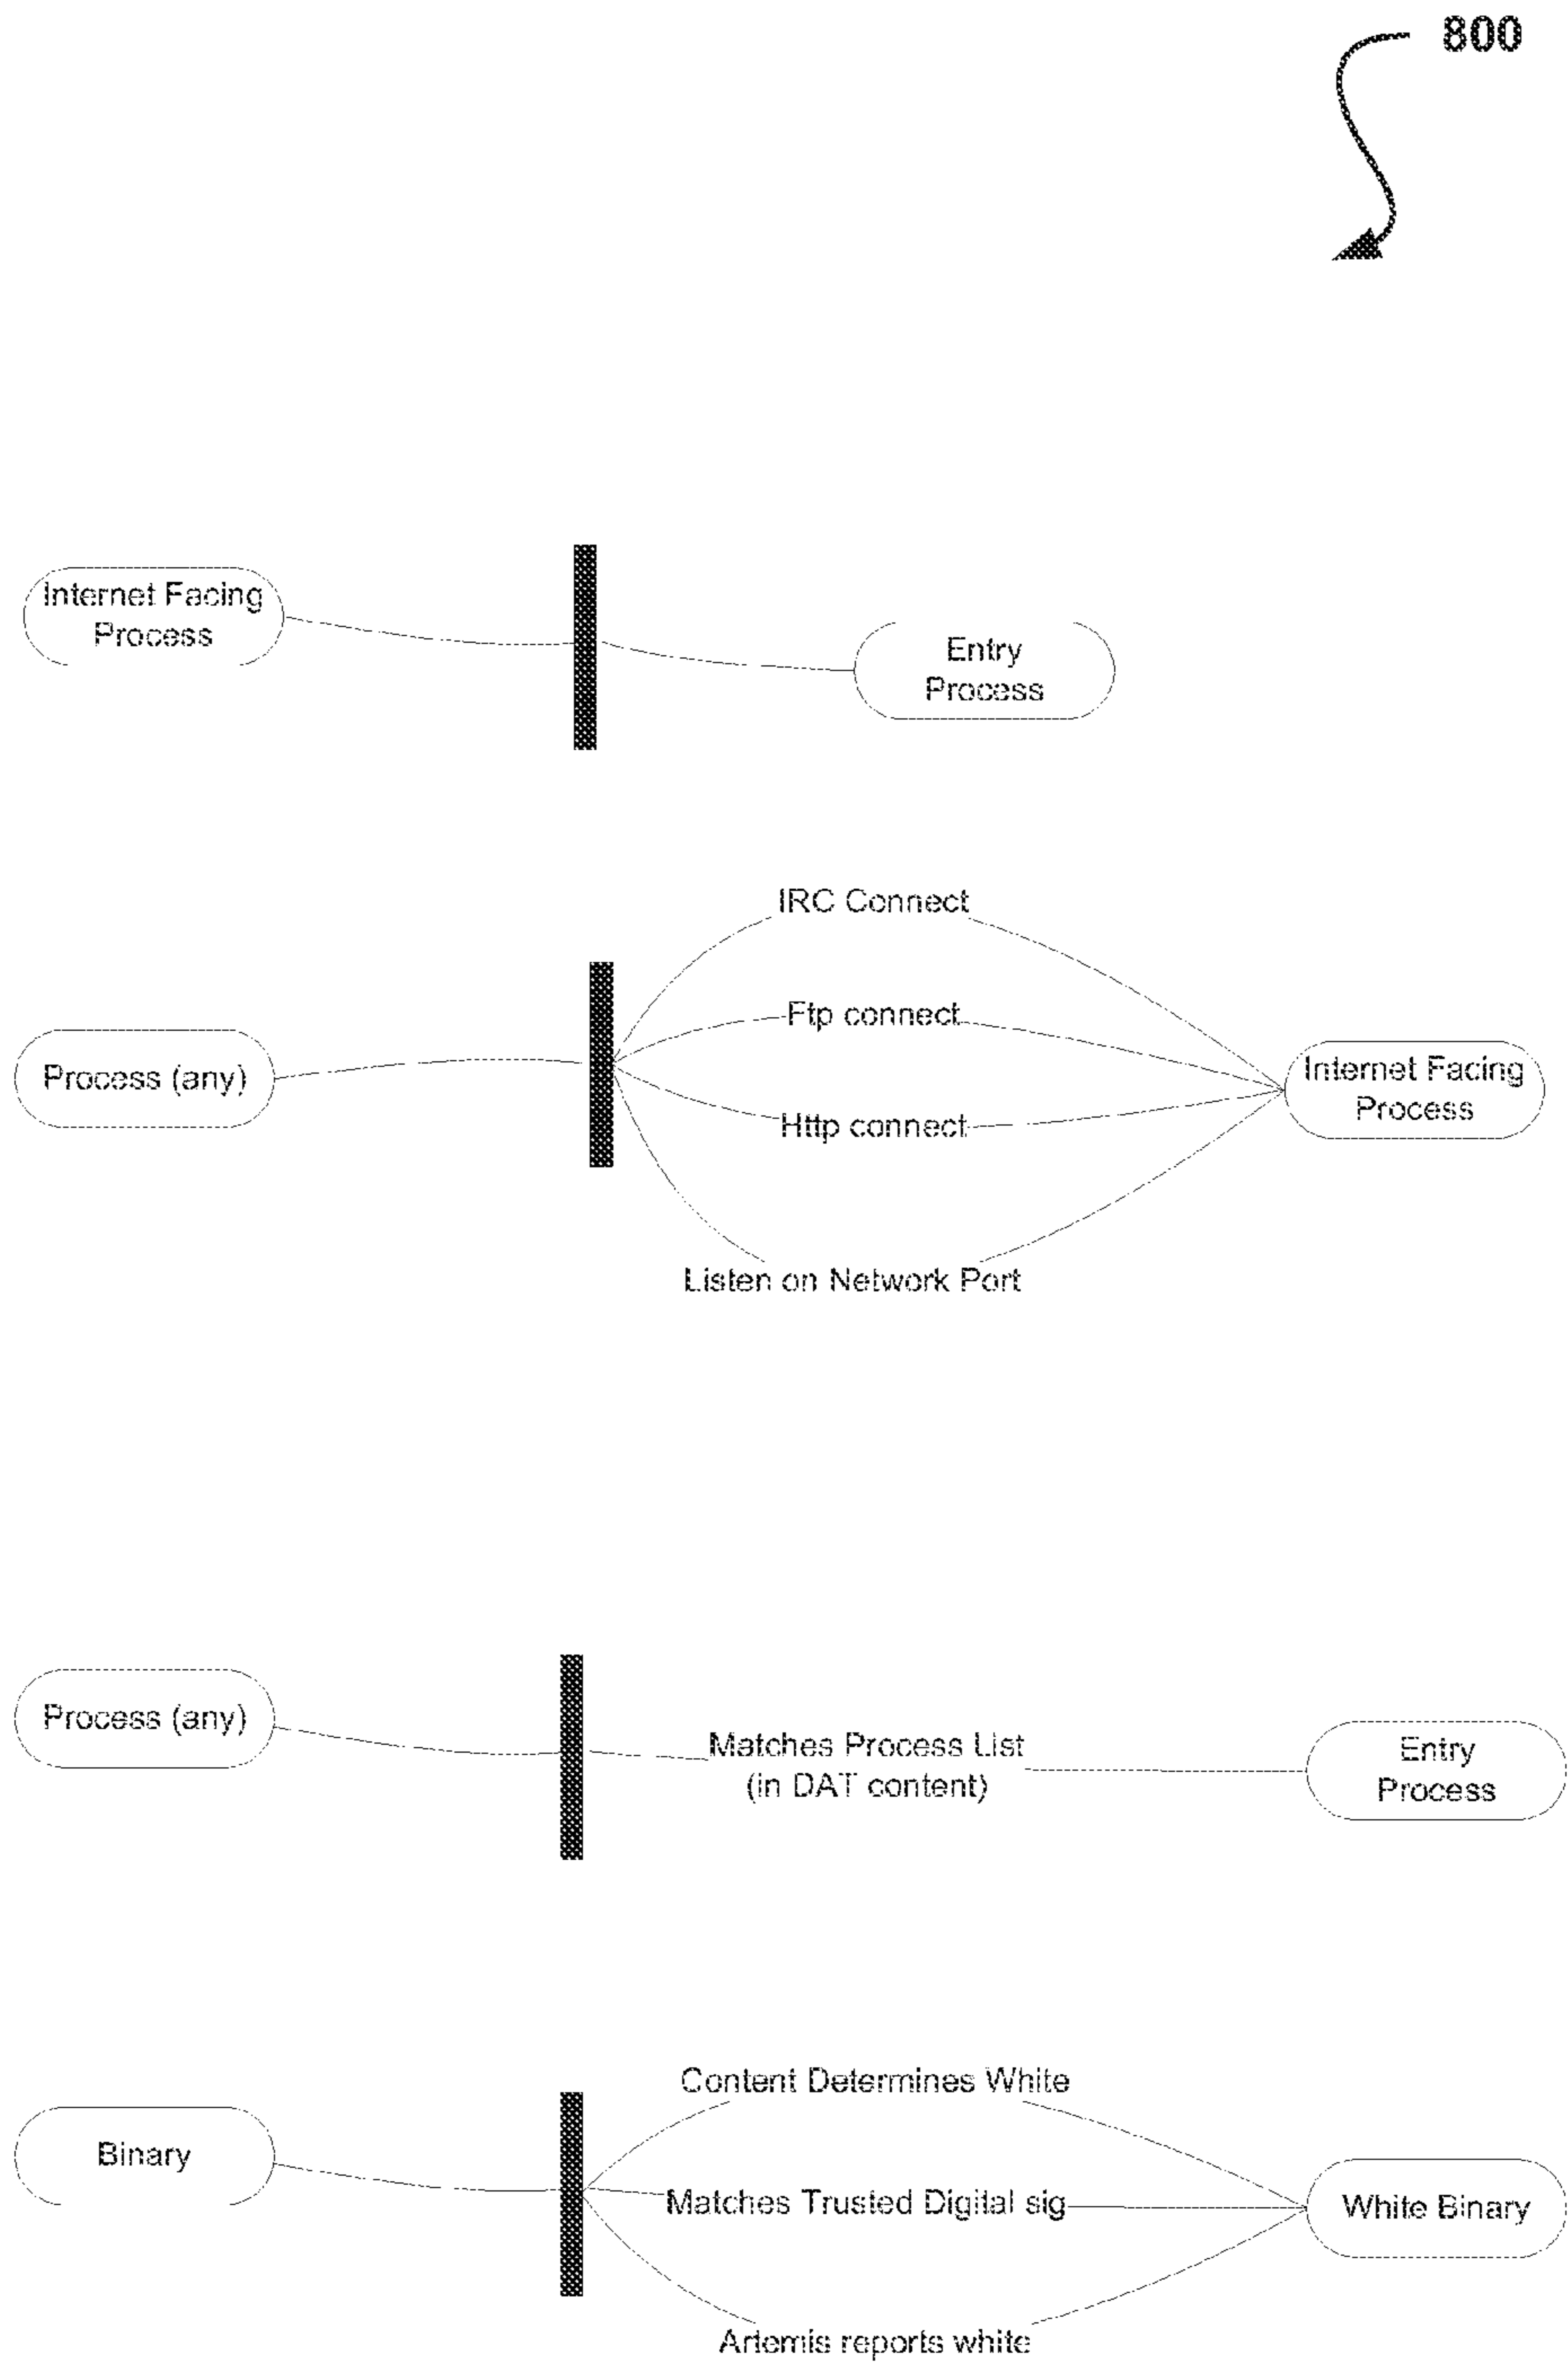 800
Internet Facing
Process
Entry
Process
IRC Connect
Ftp connect
Process (any)
Http connect
Internet Facing
Process
Listen on Network Port
Process (any)
Matches Process List
(in DAT content)
Entry
Process
Content Determines White
Binary
Matches Trusted Digital sig
White Binary
Artemis reports white